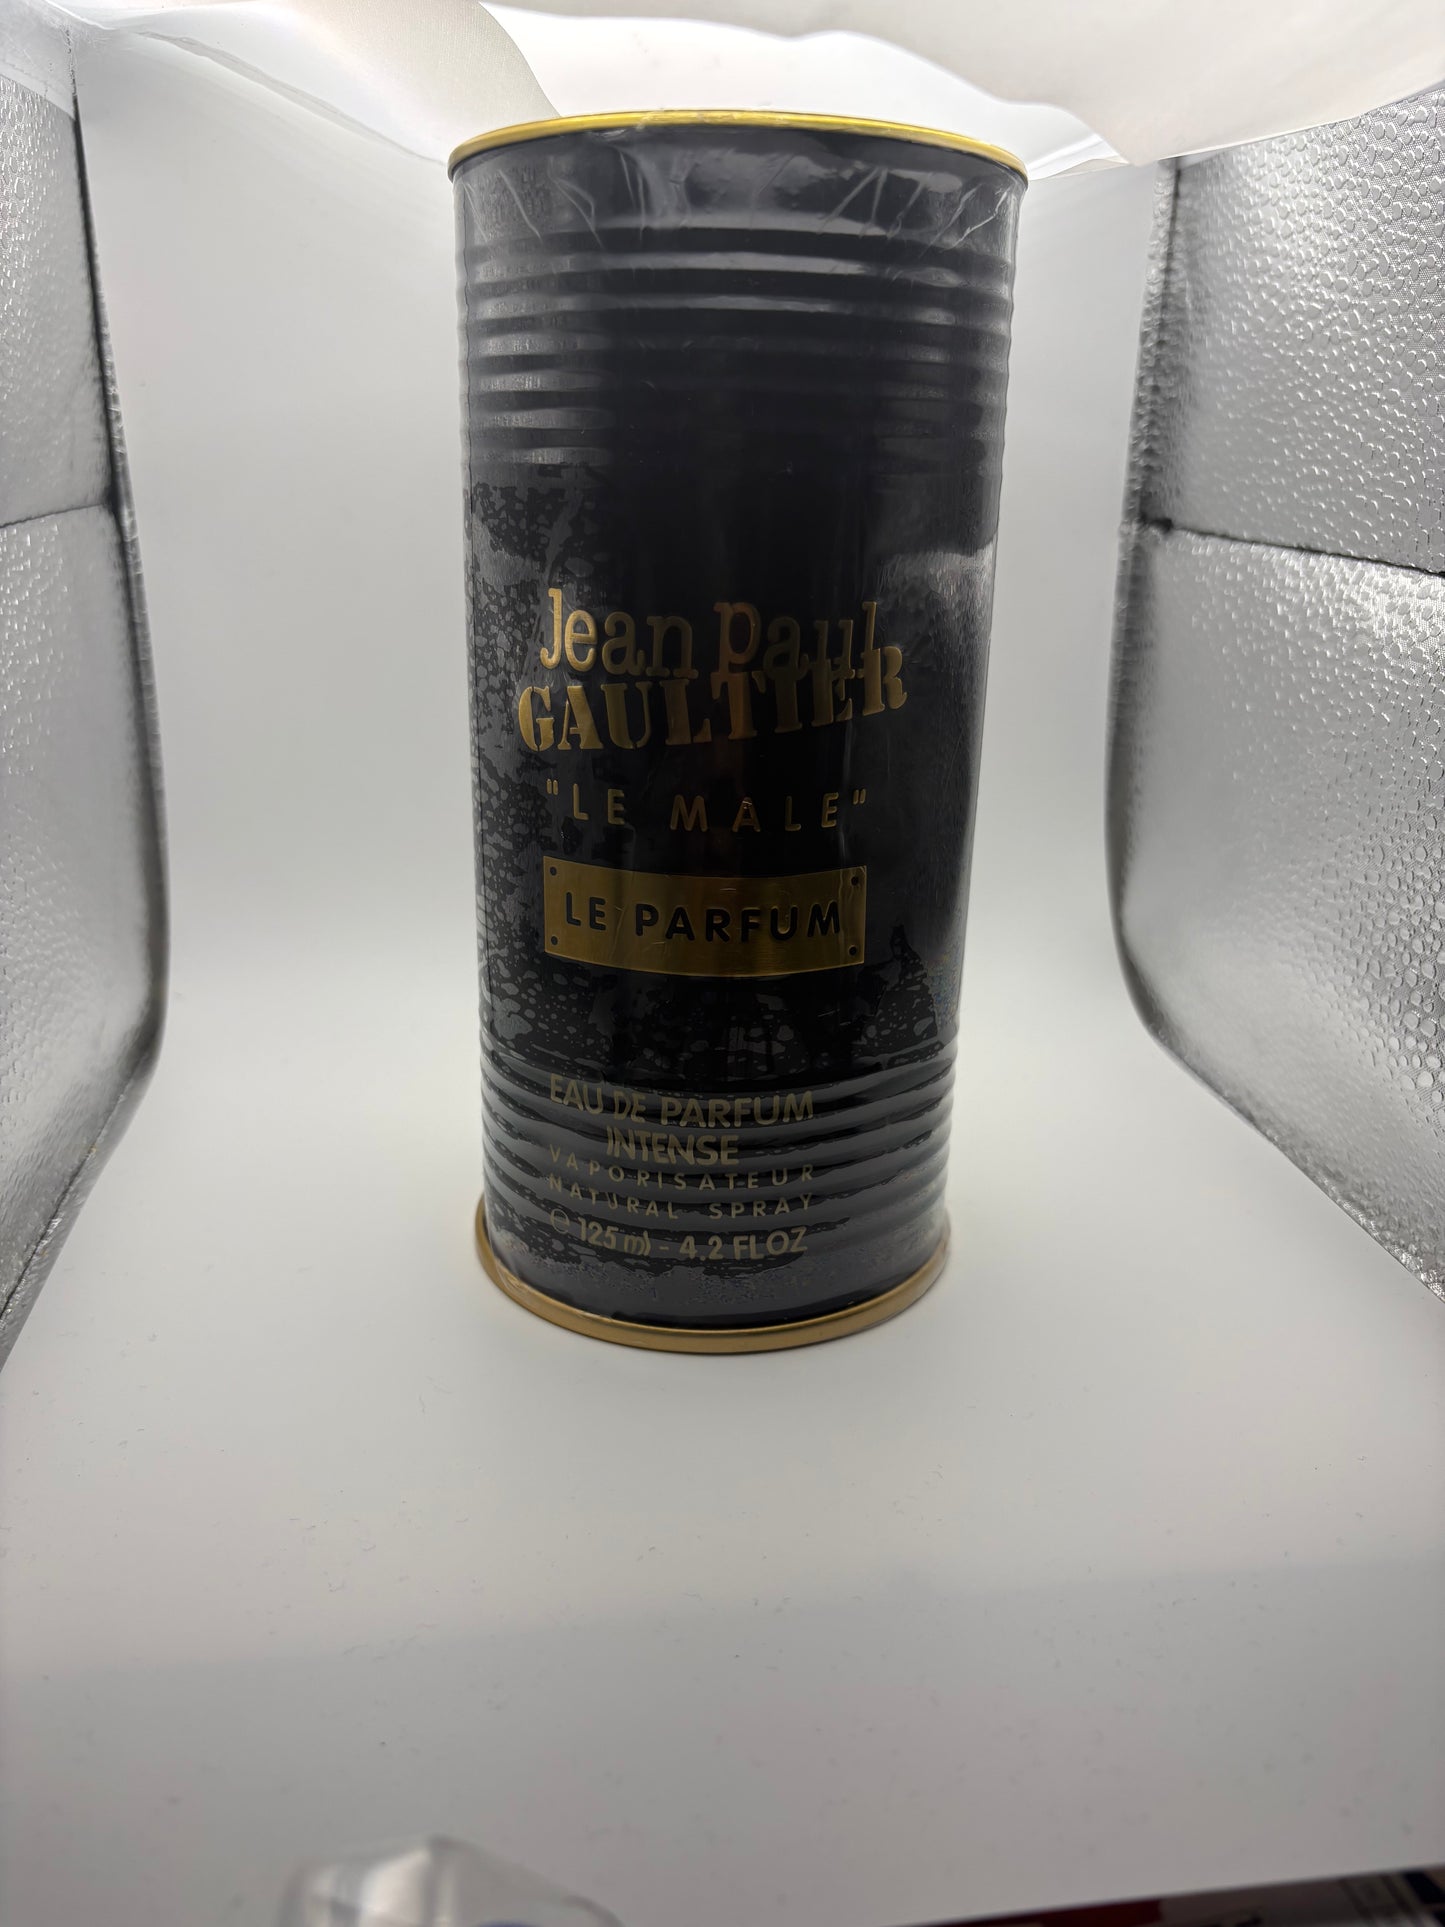 Jean Paul
GAULTIER
"LE MALE"
LE PARFUM
EAU DE PARFUM
INTENSE
VAPORISATEUR
NATURAL SPRAY
℮ 125 ml - 4.2 FL OZ